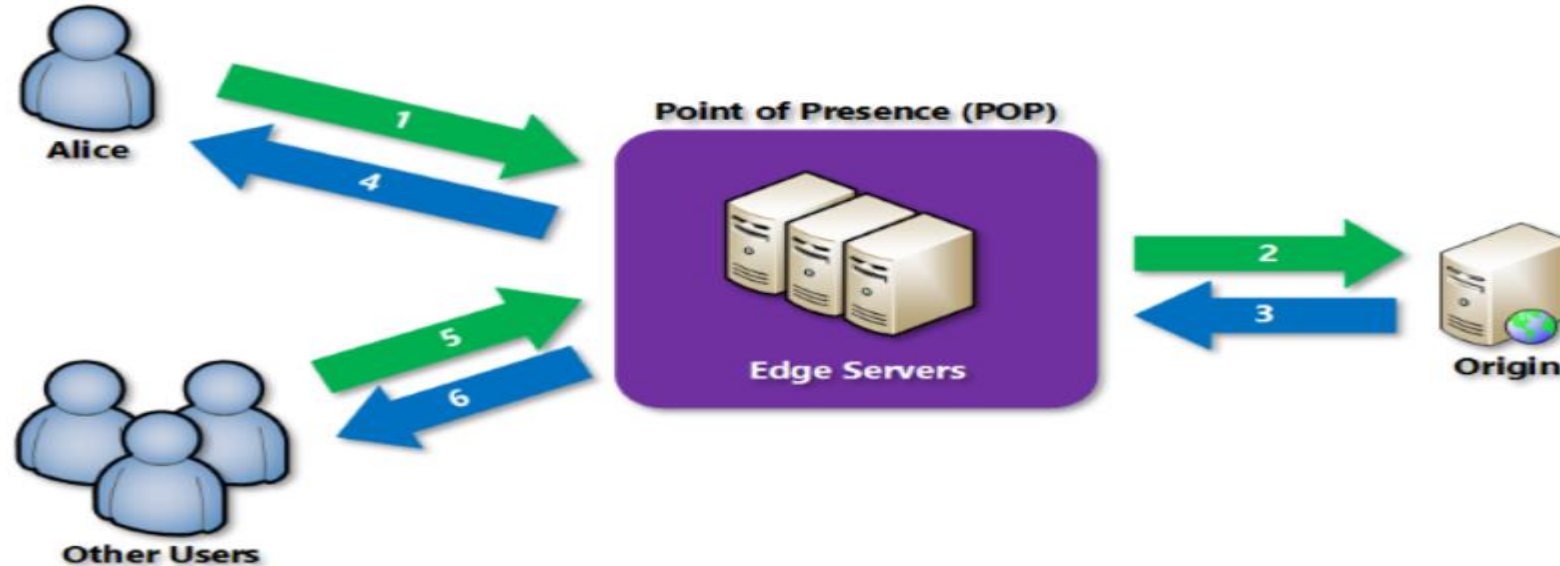 Alice
1
4
Point of Presence (POP)
Edge Servers
2
3
Origin
5
6
Other Users